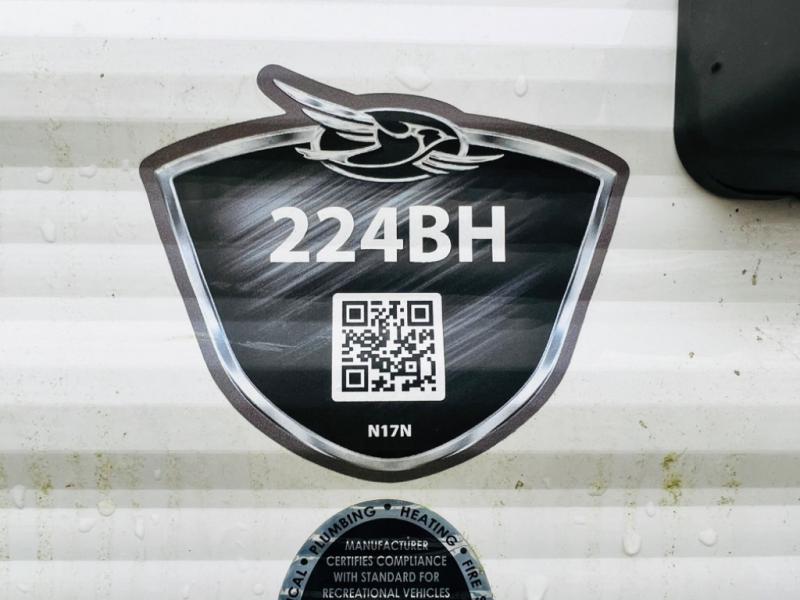 224BH
N17N
CAL • PLUMBING • HEATING • FIRE S
MANUFACTURER
CERTIFIES COMPLIANCE
WITH STANDARD FOR
RECREATIONAL VEHICLES